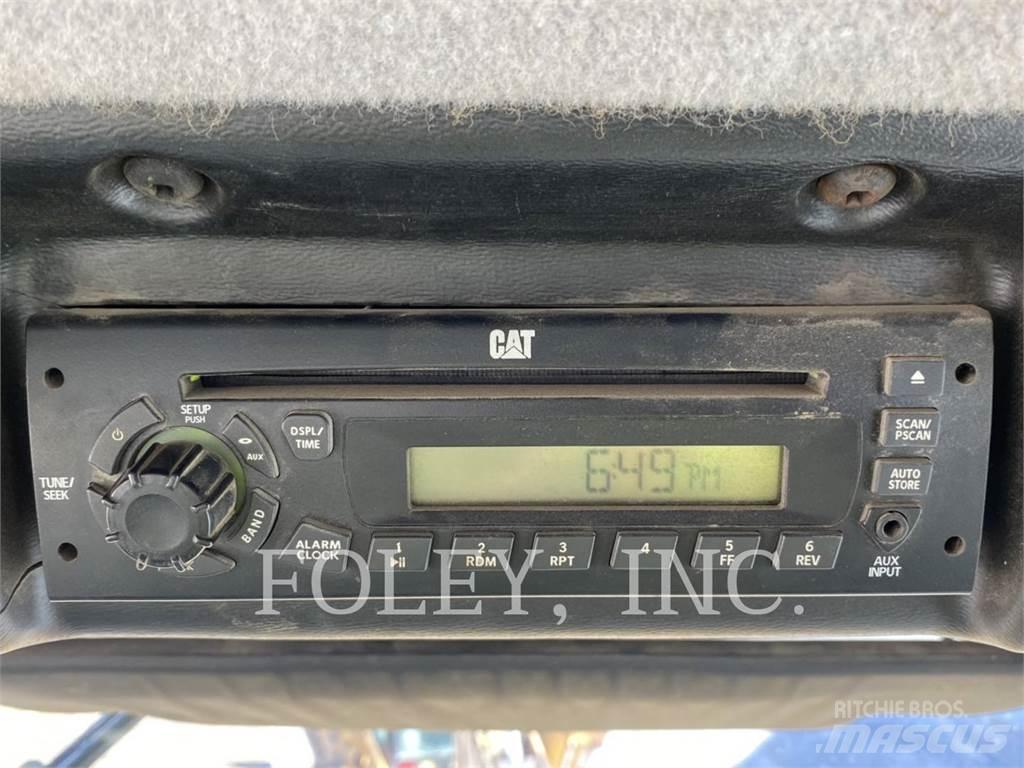 CAT
SETUP
PUSH
AUX
DSPL/
TIME
TUNE/
SEEK
BAND
ALARM
CLOCK
6:49 PM
1
2
RDM
3
RPT
4
5
FF
6
REV
SCAN/
PSCAN
AUTO
STORE
AUX
INPUT
FOLEY, INC.
RITCHIE BROS.
MASCUS